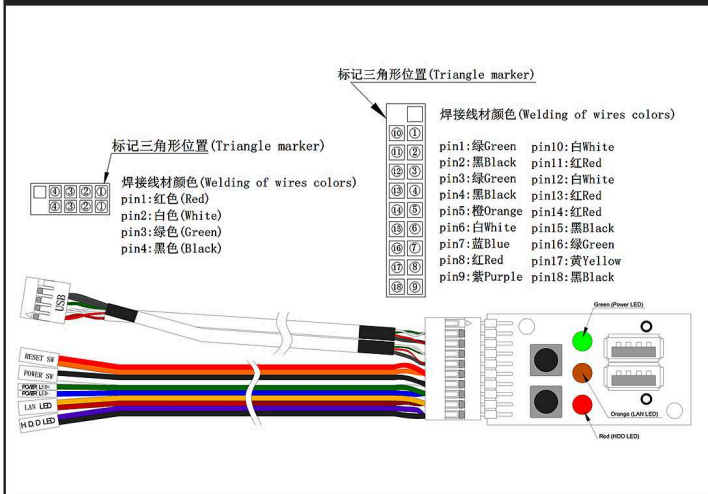 标记三角形位置(Triangle marker)
焊接线材颜色(Welding of wires colors)
⑩ ①
⑪ ②
⑫ ③
⑬ ④
⑭ ⑤
⑮ ⑥
⑯ ⑦
⑰ ⑧
⑱ ⑨
pin1:绿Green pin10:白White
pin2:黑Black pin11:红Red
pin3:绿Green pin12:白White
pin4:黑Black pin13:红Red
pin5:橙Orange pin14:红Red
pin6:白White pin15:黑Black
pin7:蓝Blue pin16:绿Green
pin8:红Red pin17:黄Yellow
pin9:紫Purple pin18:黑Black
标记三角形位置(Triangle marker)
④③②①
④③②①
焊接线材颜色(Welding of wires colors)
pin1:红色(Red)
pin2:白色(White)
pin3:绿色(Green)
pin4:黑色(Black)
USB
RESET SW
POWER SW
POWER LED
POWER LED
LAN LED
H.D.D LED
Green (Power LED)
Orange (LAN LED)
Red (HDD LED)